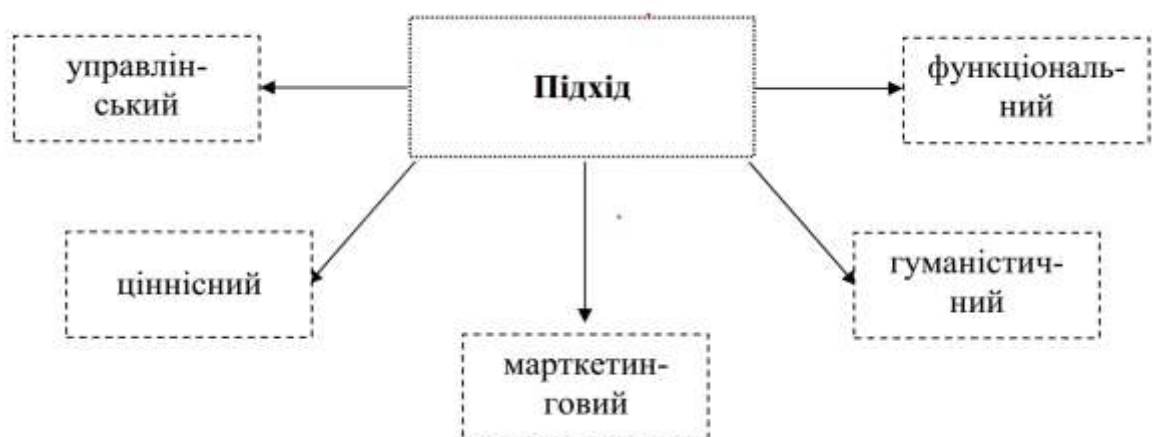 управлін-
ський
Підхід
функціональ-
ний
ціннісний
гуманістич-
ний
марткетин-
говий